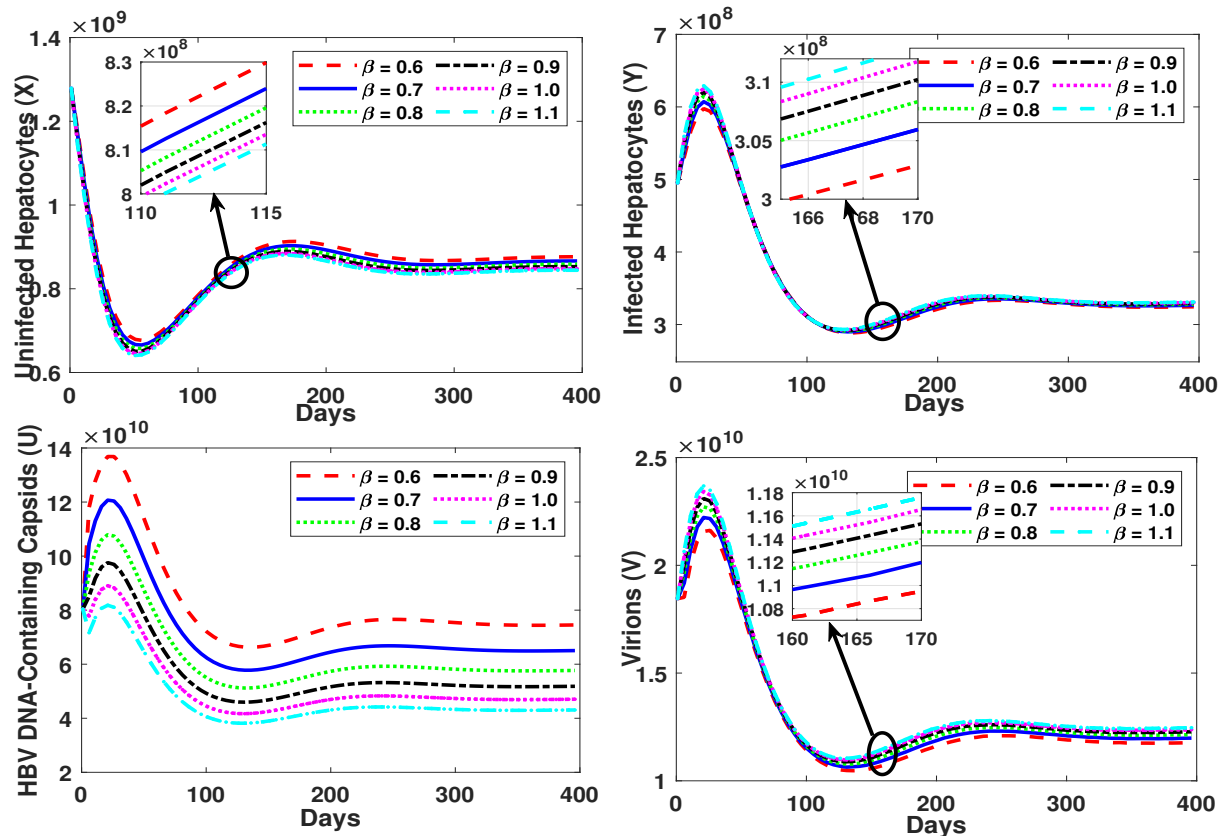 ×10^9
1.4
1.2
1
0.8
0.6
0
100
200
300
400
Days
Uninfected Hepatocytes (X)
β = 0.6
β = 0.7
β = 0.8
β = 0.9
β = 1.0
β = 1.1
×10^8
8.3
8.2
8.1
8
110
115
×10^8
7
6
5
4
3
0
100
200
300
400
Days
Infected Hepatocytes (Y)
β = 0.6
β = 0.7
β = 0.8
β = 0.9
β = 1.0
β = 1.1
×10^8
3.1
3.05
3
166
168
170
×10^10
14
12
10
8
6
4
2
0
100
200
300
400
Days
HBV DNA-Containing Capsids (U)
β = 0.6
β = 0.7
β = 0.8
β = 0.9
β = 1.0
β = 1.1
×10^10
2.5
2
1.5
1
0
100
200
300
400
Days
Virions (V)
β = 0.6
β = 0.7
β = 0.8
β = 0.9
β = 1.0
β = 1.1
×10^10
1.18
1.16
1.14
1.12
1.1
1.08
160
165
170